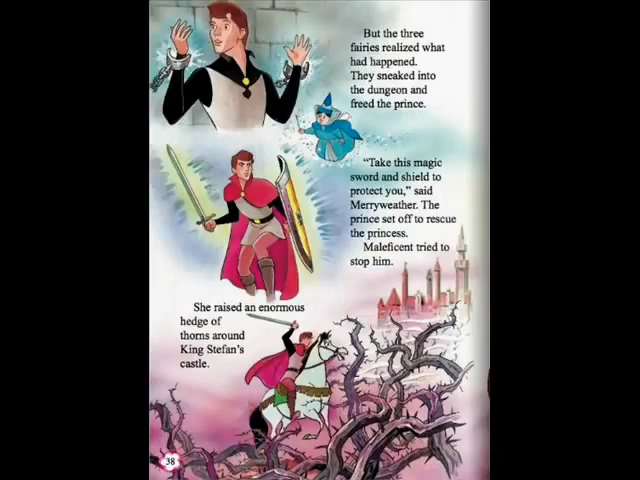 But the three
fairies realized what
had happened.
They sneaked into
the dungeon and
freed the prince.
“Take this magic
sword and shield to
protect you,” said
Merryweather. The
prince set off to rescue
the princess.
Maleficent tried to
stop him.
She raised an enormous
hedge of
thorns around
King Stefan’s
castle.
38